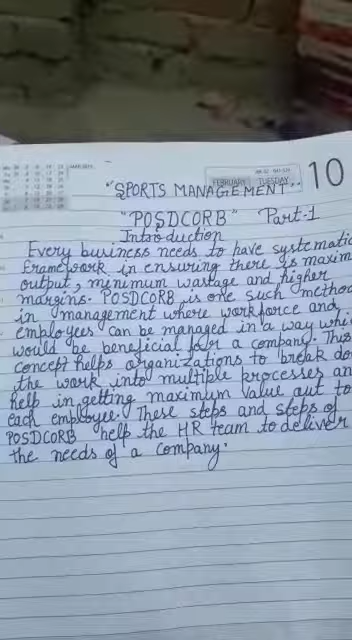 FEBRUARY TUESDAY 10
"SPORTS MANAGEMENT"
"POSDCORB" Part-1
Introduction
Every business needs to have systematic
framework in ensuring there is maxim
output, minimum wastage and higher
margins. POSDCORB is one such method
in management where workforce and
employees can be managed in a way whi
would be beneficial for a company. This
concept helps organizations to break do
the work into multiple processes an
help in getting maximum value out to
each employee. These steps and steps of
POSDCORB help the HR team to deliver
the needs of a company.